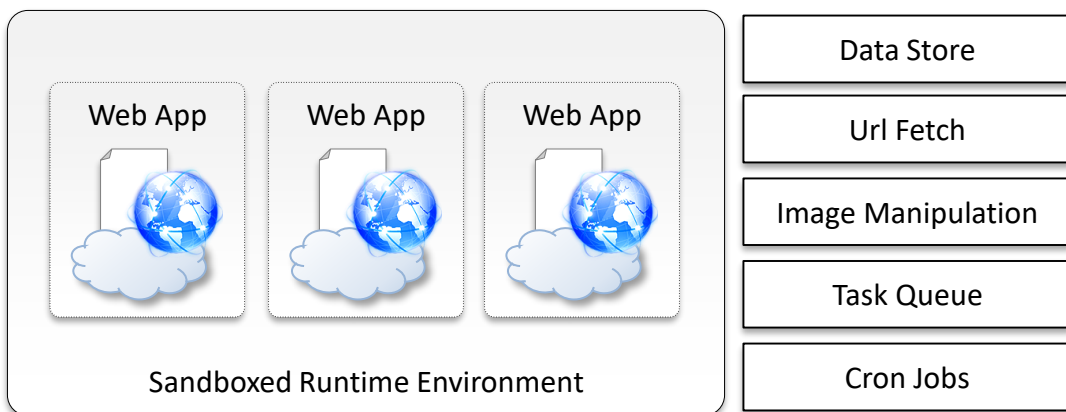 Web App
Web App
Web App
Sandboxed Runtime Environment
Data Store
Url Fetch
Image Manipulation
Task Queue
Cron Jobs